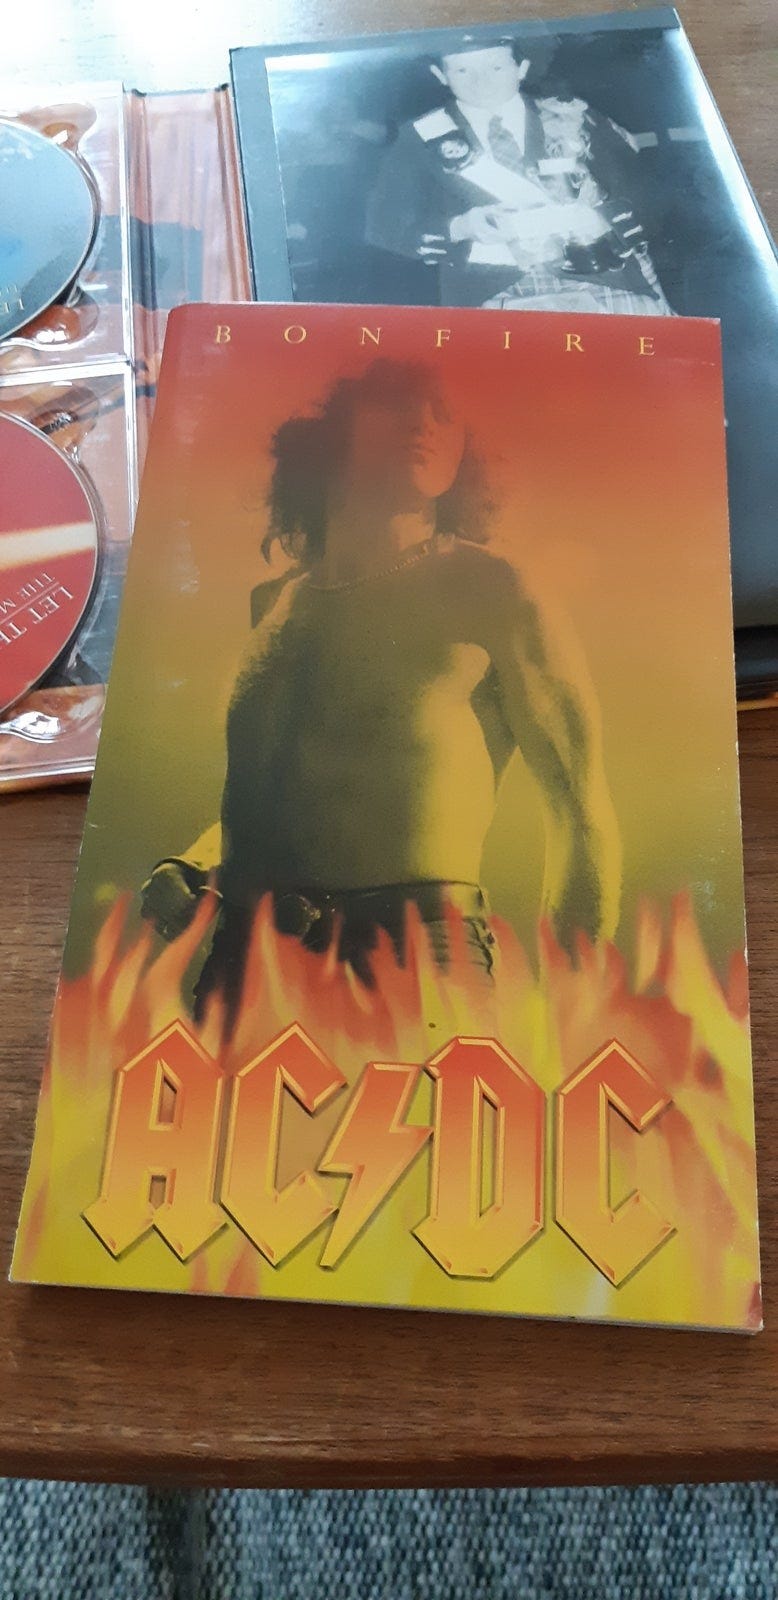 BONFIRE
AC⚡DC
LET TH
THE M